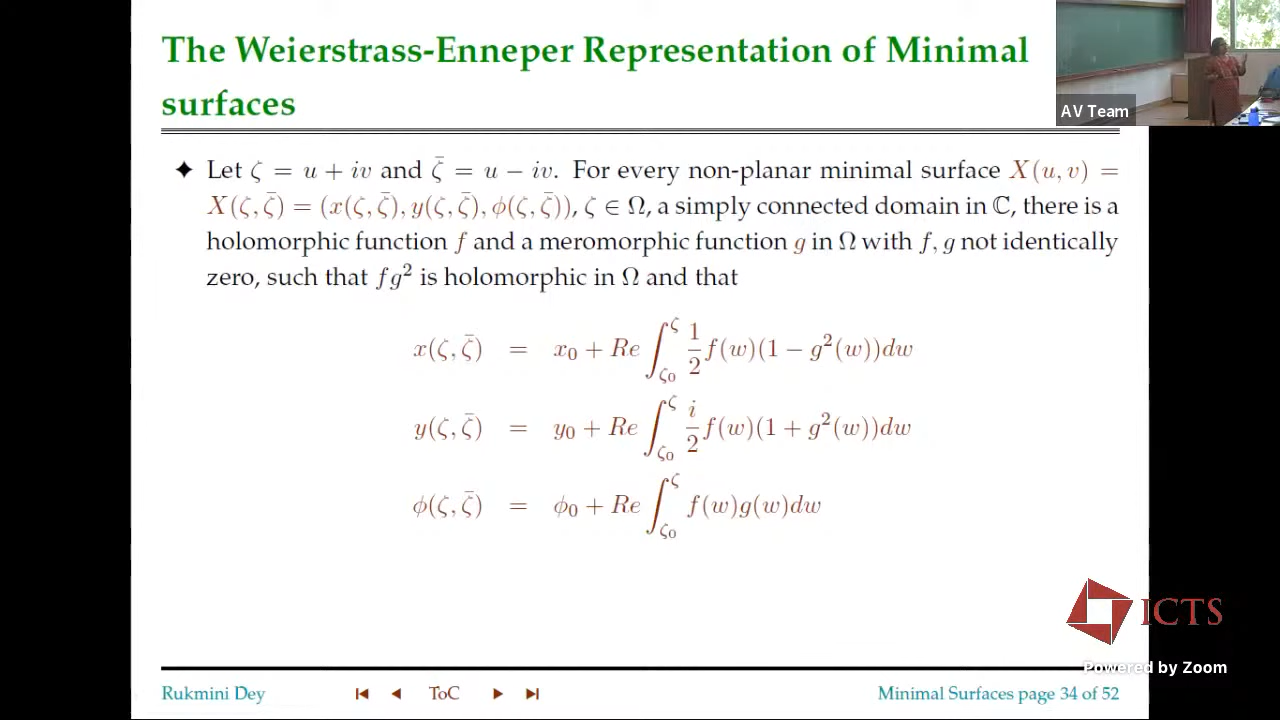 The Weierstrass-Enneper Representation of Minimal
surfaces
AV Team
✦ Let ζ = u + iv and ζ̄ = u − iv. For every non-planar minimal surface X(u, v) =
X(ζ, ζ̄) = (x(ζ, ζ̄), y(ζ, ζ̄), ϕ(ζ, ζ̄)), ζ ∈ Ω, a simply connected domain in ℂ, there is a
holomorphic function f and a meromorphic function g in Ω with f, g not identically
zero, such that fg² is holomorphic in Ω and that
x(ζ, ζ̄) = x₀ + Re ∫_{ζ₀}^{ζ} 1/2 f(w)(1 − g²(w))dw
y(ζ, ζ̄) = y₀ + Re ∫_{ζ₀}^{ζ} i/2 f(w)(1 + g²(w))dw
ϕ(ζ, ζ̄) = ϕ₀ + Re ∫_{ζ₀}^{ζ} f(w)g(w)dw
ICTS
Powered by Zoom
Rukmini Dey ToC Minimal Surfaces page 34 of 52